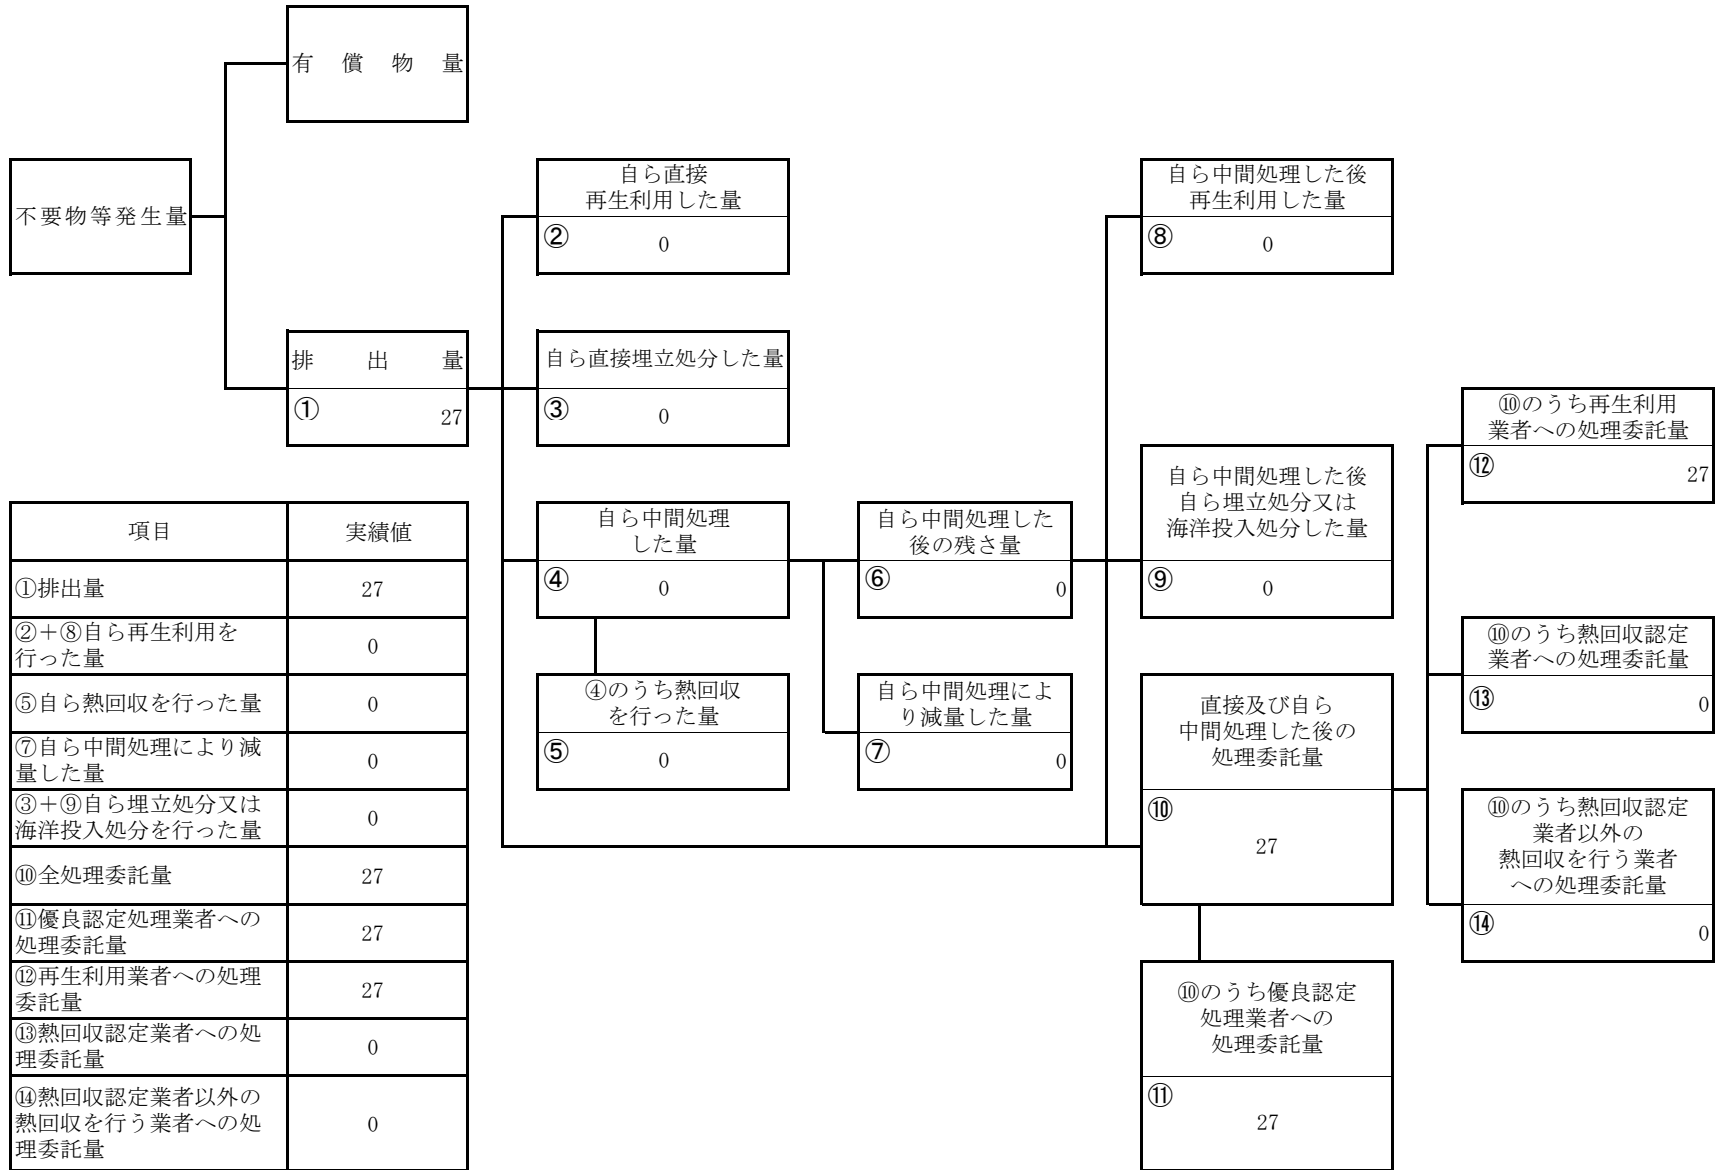 有償物量
不要物等発生量
排出量
① 27
自ら直接
再生利用した量
② 0
自ら直接埋立処分した量
③ 0
自ら中間処理
した量
④ 0
④のうち熱回収
を行った量
⑤ 0
自ら中間処理した
後の残さ量
⑥ 0
自ら中間処理によ
り減量した量
⑦ 0
自ら中間処理した後
再生利用した量
⑧ 0
自ら中間処理した後
自ら埋立処分又は
海洋投入処分した量
⑨ 0
直接及び自ら
中間処理した後の
処理委託量
⑩
27
⑩のうち優良認定
処理業者への
処理委託量
⑪
27
⑩のうち再生利用
業者への処理委託量
⑫ 27
⑩のうち熱回収認定
業者への処理委託量
⑬ 0
⑩のうち熱回収認定
業者以外の
熱回収を行う業者
への処理委託量
⑭ 0
項目 実績値
①排出量 27
②+⑧自ら再生利用を
行った量 0
⑤自ら熱回収を行った量 0
⑦自ら中間処理により減
量した量 0
③+⑨自ら埋立処分又は
海洋投入処分を行った量 0
⑩全処理委託量 27
⑪優良認定処理業者への
処理委託量 27
⑫再生利用業者への処理
委託量 27
⑬熱回収認定業者への処
理委託量 0
⑭熱回収認定業者以外の
熱回収を行う業者への処
理委託量 0